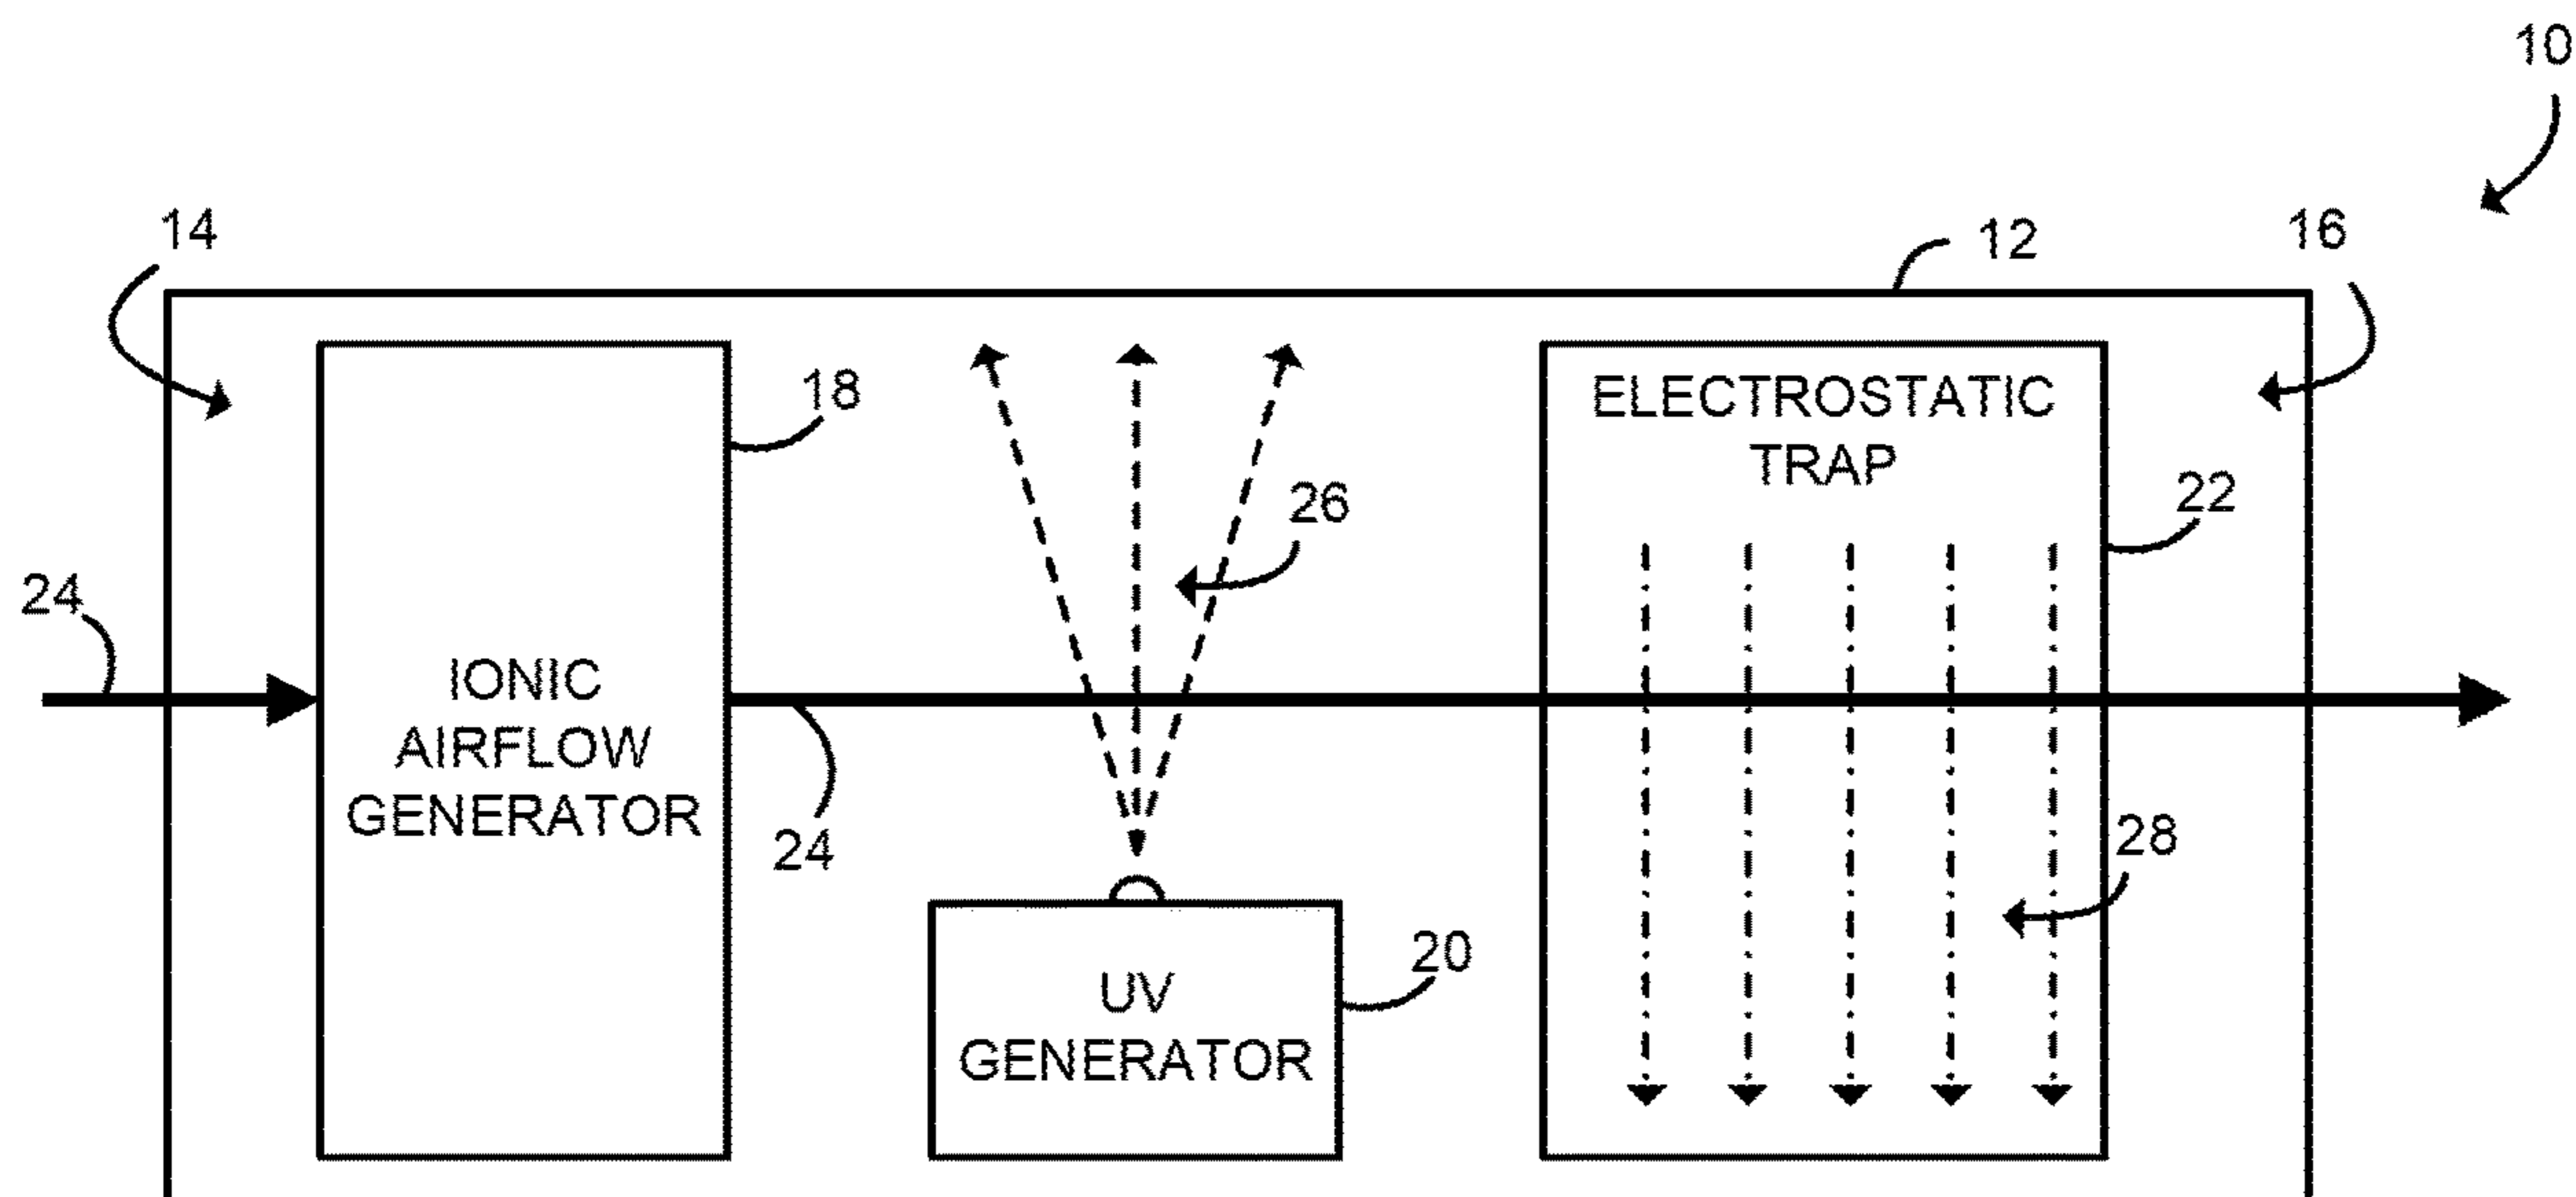 10
14
12
16
18
ELECTROSTATIC
TRAP
26
22
24
IONIC
AIRFLOW
GENERATOR
24
28
20
UV
GENERATOR